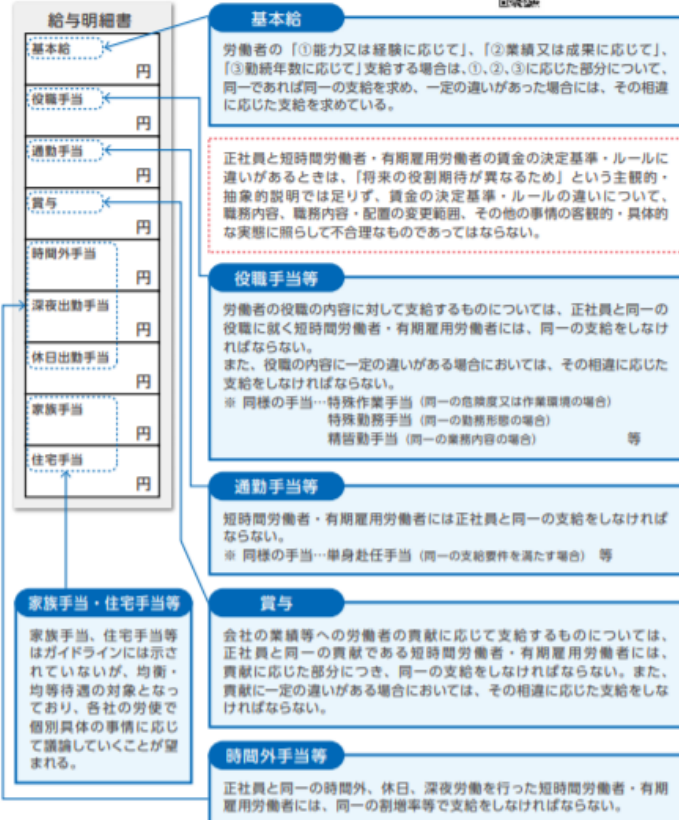 給与明細書
基本給
円
役職手当
円
通勤手当
円
賞与
円
時間外手当
円
深夜出勤手当
円
休日出勤手当
円
家族手当
円
住宅手当
円
基本給
労働者の「①能力又は経験に応じて」、「②業績又は成果に応じて」、
「③勤続年数に応じて」支給する場合は、①、②、③に応じた部分について、
同一であれば同一の支給を求め、一定の違いがあった場合には、その相違
に応じた支給を求めている。
正社員と短時間労働者・有期雇用労働者の賃金の決定基準・ルールに
違いがあるときは、「将来の役割期待が異なるため」という主観的・
抽象的説明では足りず、賃金の決定基準・ルールの違いについて、
職務内容、職務内容・配置の変更範囲、その他の事情の客観的・具体的
な実態に照らして不合理なものであってはならない。
役職手当等
労働者の役職の内容に対して支給するものについては、正社員と同一の
役職に就く短時間労働者・有期雇用労働者には、同一の支給をしなけ
ればならない。
また、役職の内容に一定の違いがある場合においては、その相違に応じた
支給をしなければならない。
※ 同様の手当…特殊作業手当（同一の危険度又は作業環境の場合）
特殊勤務手当（同一の勤務形態の場合）
精皆勤手当（同一の業務内容の場合） 等
通勤手当等
短時間労働者・有期雇用労働者には正社員と同一の支給をしなければ
ならない。
※ 同様の手当…単身赴任手当（同一の支給要件を満たす場合） 等
賞与
会社の業績等への労働者の貢献に応じて支給するものについては、
正社員と同一の貢献である短時間労働者・有期雇用労働者には、
貢献に応じた部分につき、同一の支給をしなければならない。また、
貢献に一定の違いがある場合においては、その相違に応じた支給をしな
ければならない。
時間外手当等
正社員と同一の時間外、休日、深夜労働を行った短時間労働者・有期
雇用労働者には、同一の割増率等で支給をしなければならない。
家族手当・住宅手当等
家族手当、住宅手当等
はガイドラインには示さ
れていないが、均衡・
均等待遇の対象となっ
ており、各社の労使で
個別具体の事情に応じ
て議論していくことが望
まれる。